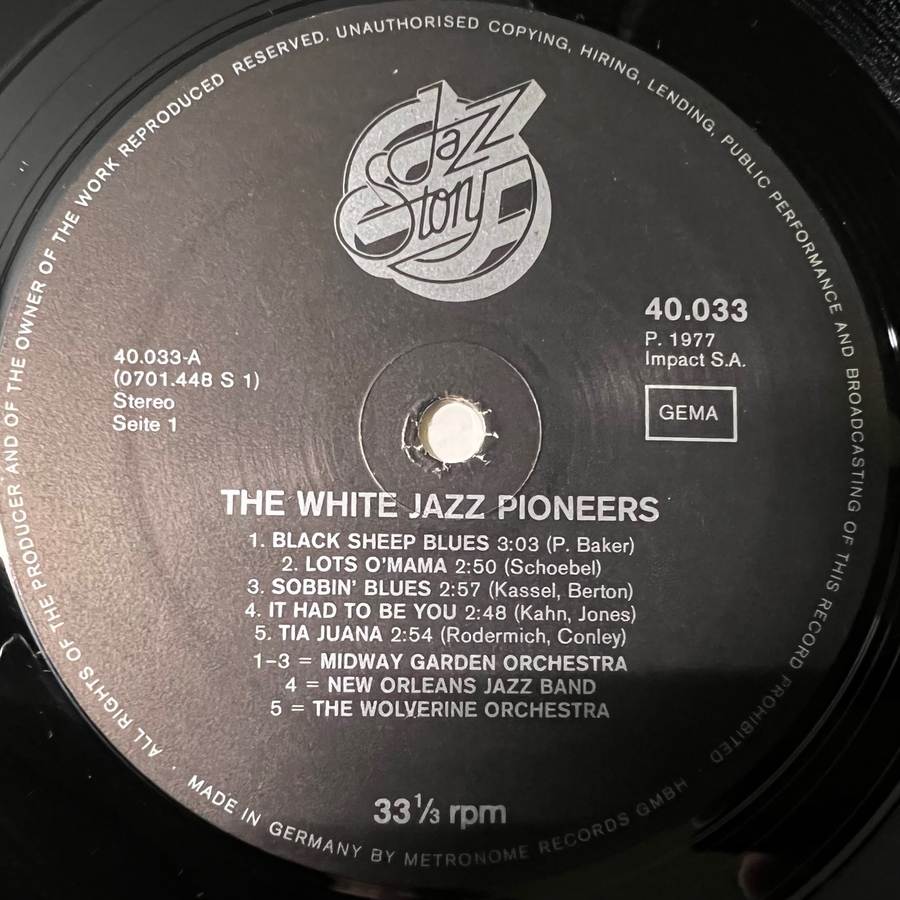 ALL RIGHTS OF THE PRODUCER AND OF THE OWNER OF THE WORK REPRODUCED RESERVED. UNAUTHORISED COPYING, HIRING, LENDING, PUBLIC PERFORMANCE AND BROADCASTING OF THIS RECORD PROHIBITED
Jazz
Story
40.033
P. 1977
Impact S.A.
GEMA
40.033-A
(0701.448 S 1)
Stereo
Seite 1
THE WHITE JAZZ PIONEERS
1. BLACK SHEEP BLUES 3:03 (P. Baker)
2. LOTS O'MAMA 2:50 (Schoebel)
3. SOBBIN' BLUES 2:57 (Kassel, Berton)
4. IT HAD TO BE YOU 2:48 (Kahn, Jones)
5. TIA JUANA 2:54 (Rodermich, Conley)
1-3 = MIDWAY GARDEN ORCHESTRA
4 = NEW ORLEANS JAZZ BAND
5 = THE WOLVERINE ORCHESTRA
33⅓ rpm
· MADE IN GERMANY BY METRONOME RECORDS GMBH ·